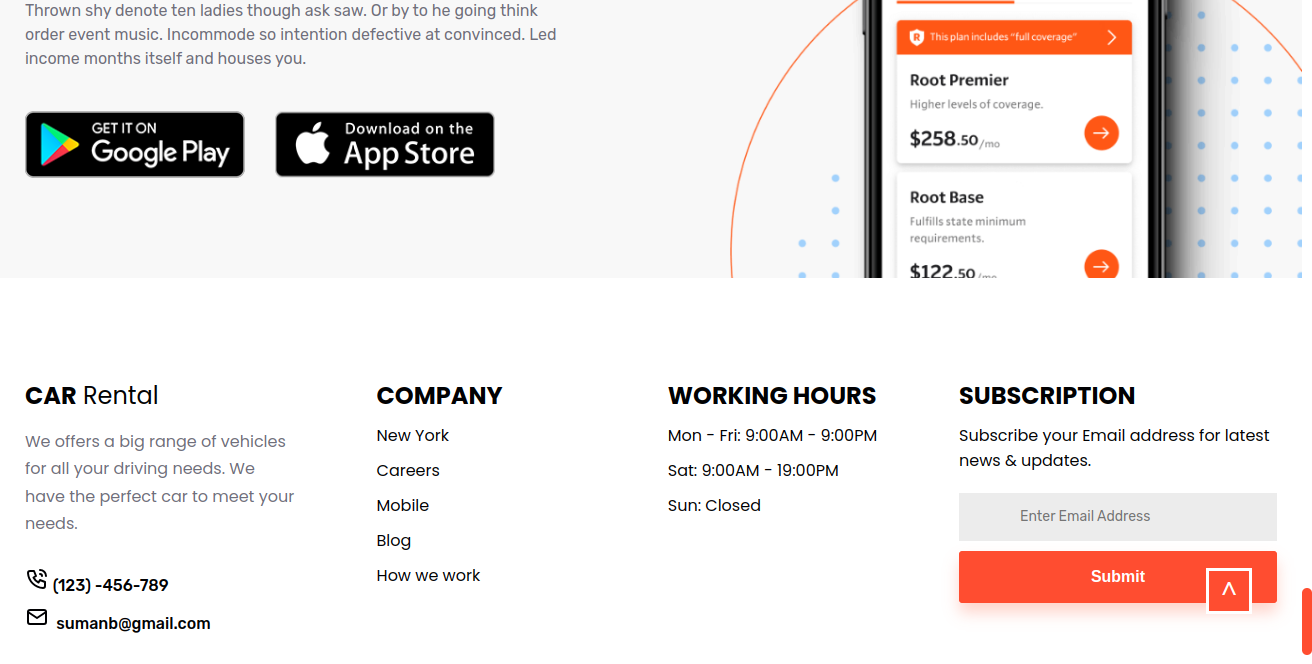 Thrown shy denote ten ladies though ask saw. Or by to he going think
order event music. Incommode so intention defective at convinced. Led
income months itself and houses you.
GET IT ON
Google Play
Download on the
App Store
This plan includes "full coverage"
Root Premier
Higher levels of coverage.
$258.50/mo
Root Base
Fulfills state minimum
requirements.
$122.50/mo
CAR Rental
We offers a big range of vehicles
for all your driving needs. We
have the perfect car to meet your
needs.
(123) -456-789
sumanb@gmail.com
COMPANY
New York
Careers
Mobile
Blog
How we work
WORKING HOURS
Mon - Fri: 9:00AM - 9:00PM
Sat: 9:00AM - 19:00PM
Sun: Closed
SUBSCRIPTION
Subscribe your Email address for latest
news & updates.
Enter Email Address
Submit
^